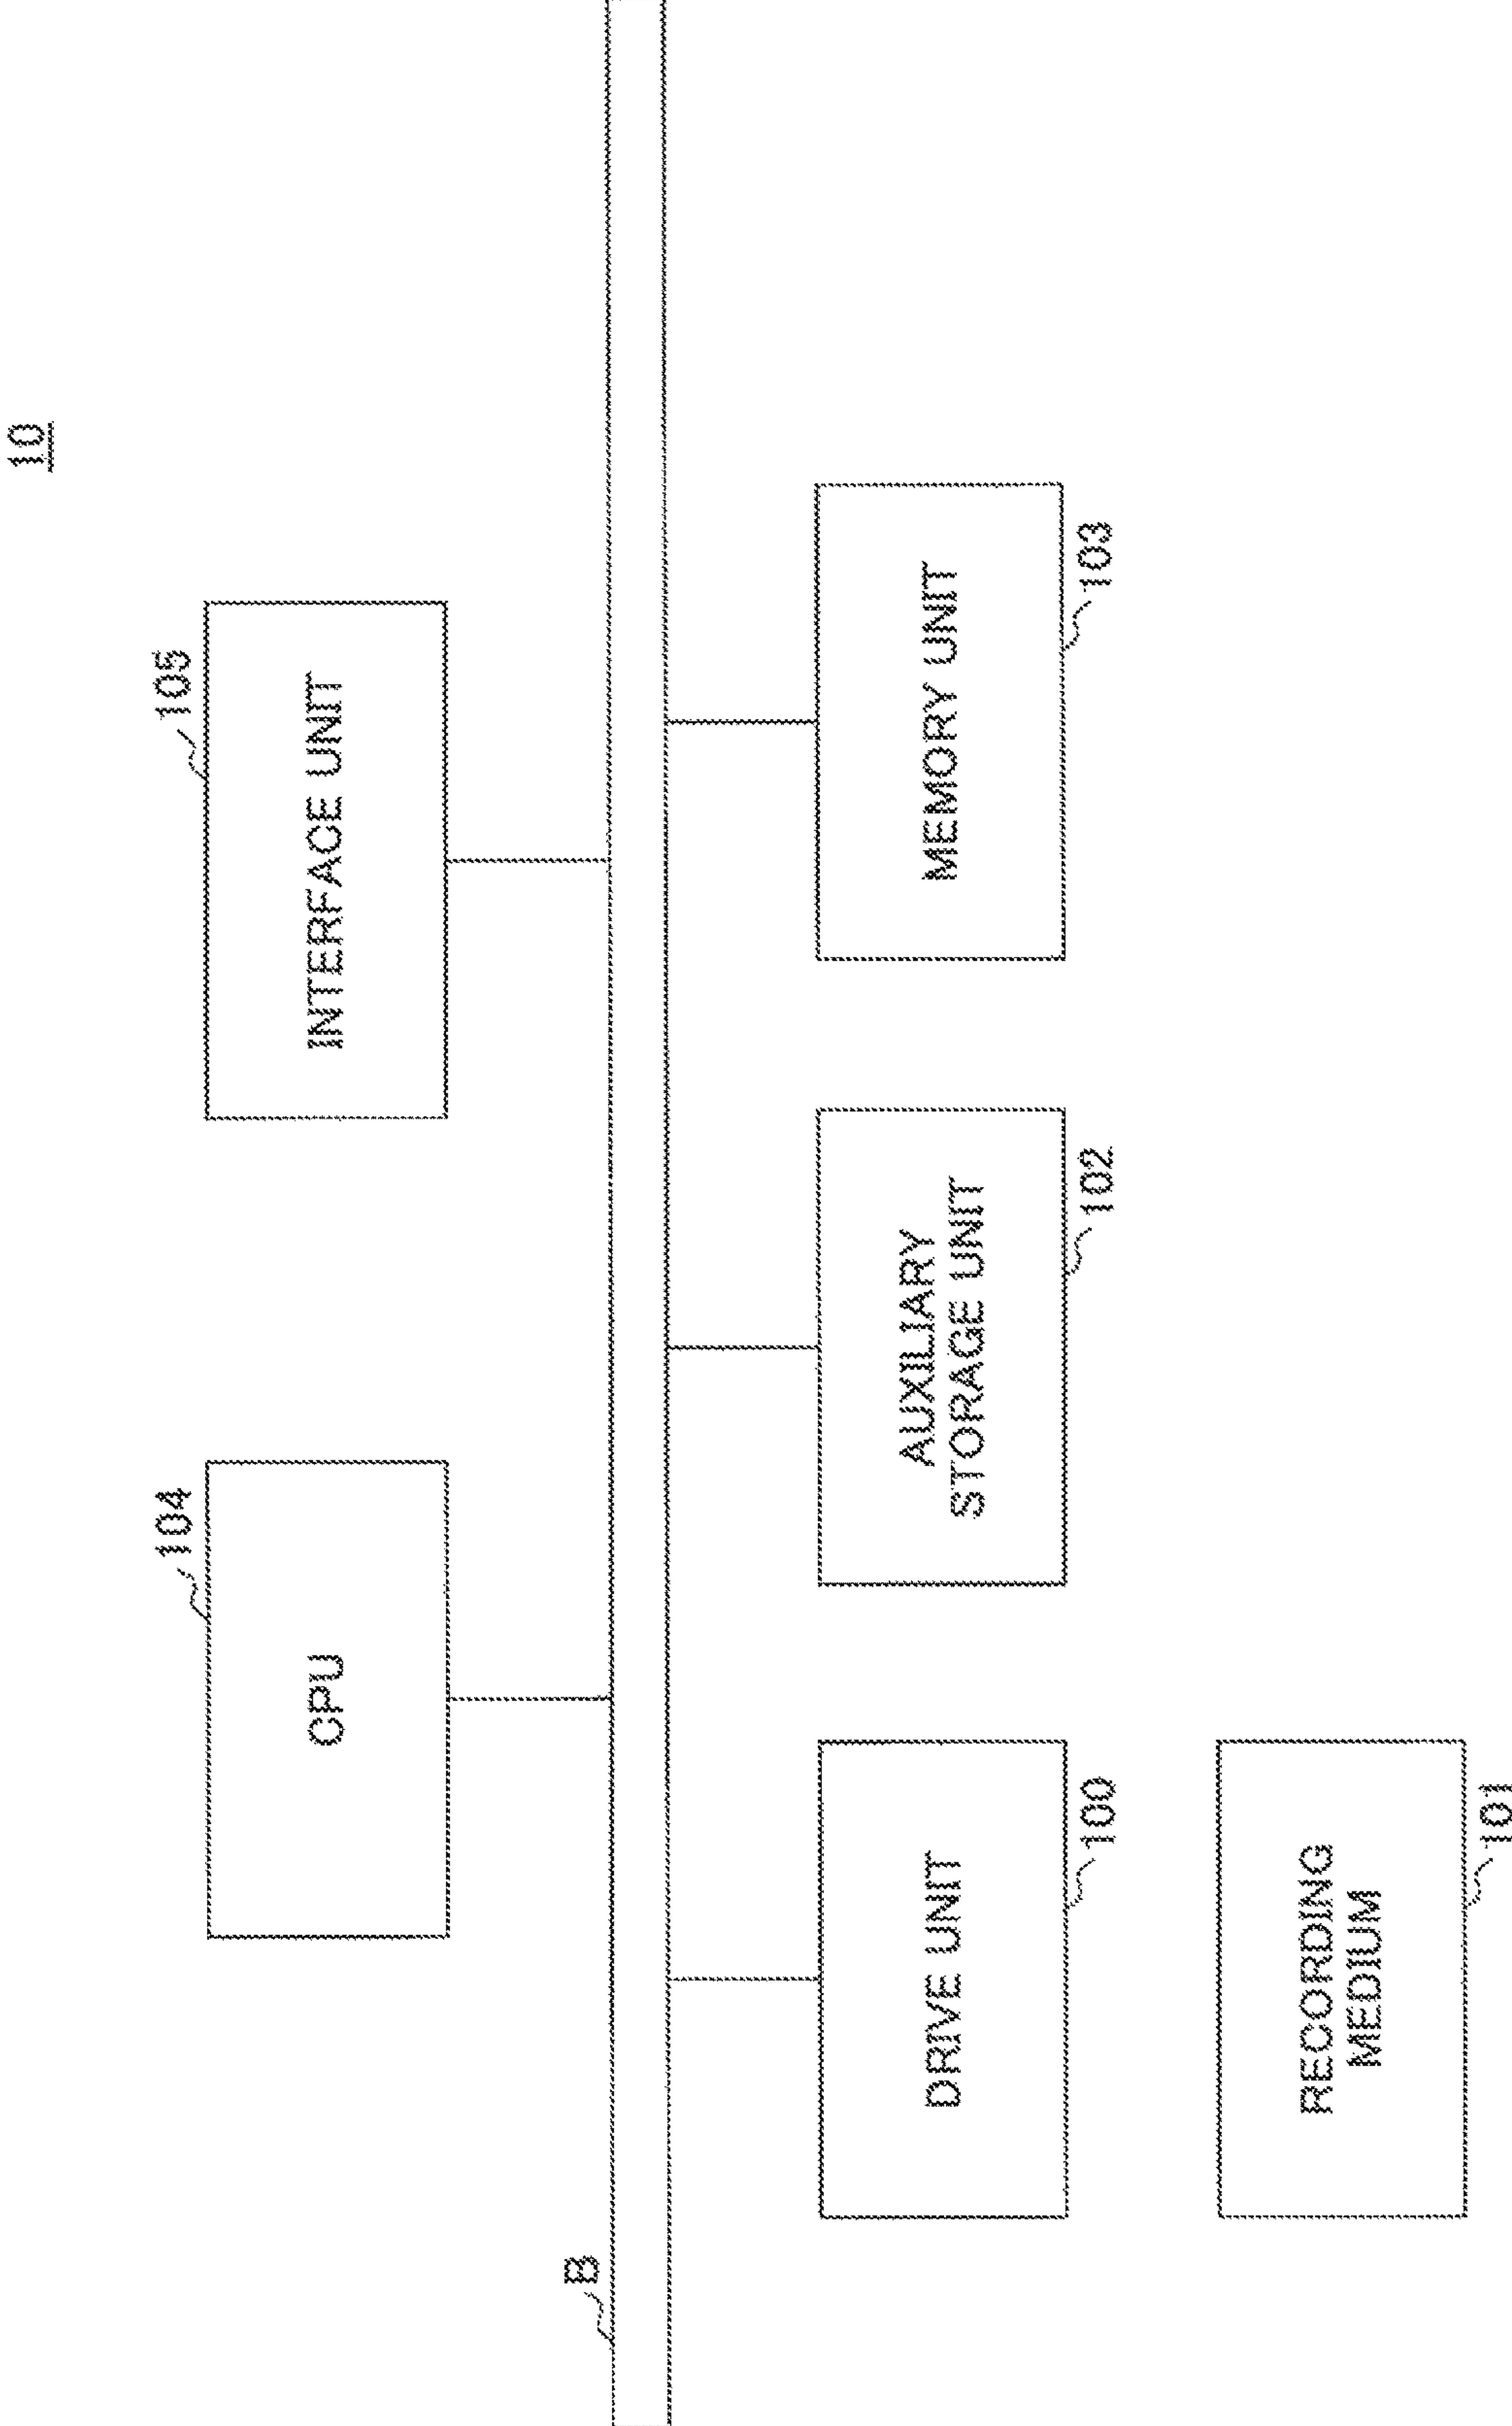 10
104
CPU
105
INTERFACE UNIT
B
DRIVE UNIT
100
AUXILIARY
STORAGE UNIT
102
MEMORY UNIT
103
RECORDING
MEDIUM
101